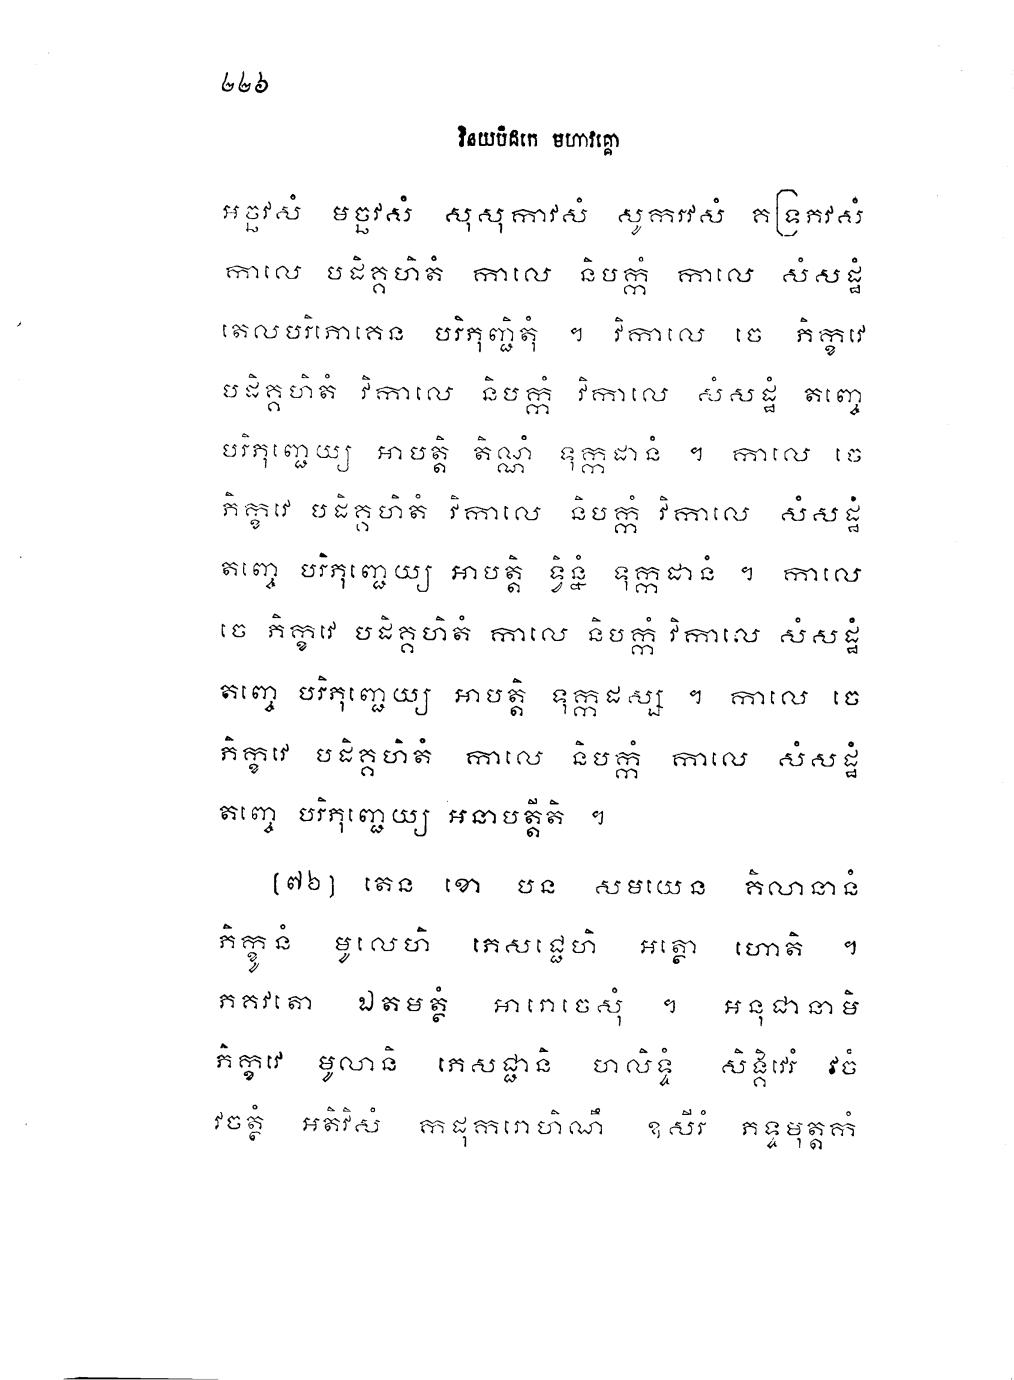 ២២៦
វិនយបិដកេ មហាវគ្គោ
អច្ឆវសំ មច្ឆវសំ សុសុកាវសំ សូករវសំ គទ្រភវសំ
កាលេ បដិគ្គហិតំ កាលេ និបក្កំ កាលេ សំសដ្ឋំ
តេលបរិភោគេន បរិភុញ្ជិតុំ ។ វិកាលេ ចេ ភិក្ខវេ
បដិគ្គហិតំ វិកាលេ និបក្កំ វិកាលេ សំសដ្ឋំ តញ្ចេ
បរិភុញ្ជេយ្យ អាបត្តិ តិណ្ណំ ទុក្កដានំ ។ កាលេ ចេ
ភិក្ខវេ បដិគ្គហិតំ វិកាលេ និបក្កំ វិកាលេ សំសដ្ឋំ
តញ្ចេ បរិភុញ្ជេយ្យ អាបត្តិ ទ្វិន្នំ ទុក្កដានំ ។ កាលេ
ចេ ភិក្ខវេ បដិគ្គហិតំ កាលេ និបក្កំ វិកាលេ សំសដ្ឋំ
តញ្ចេ បរិភុញ្ជេយ្យ អាបត្តិ ទុក្កដស្ស ។ កាលេ ចេ
ភិក្ខវេ បដិគ្គហិតំ កាលេ និបក្កំ កាលេ សំសដ្ឋំ
តញ្ចេ បរិភុញ្ជេយ្យ អនាបត្តីតិ ។
(៧៦) តេន ខោ បន សមយេន គិលានានំ
ភិក្ខូនំ មូលេហិ ភេសជ្ជេហិ អត្ថោ ហោតិ ។
ភគវតោ ឯតមត្ថំ អារោចេសុំ ។ អនុជានាមិ
ភិក្ខវេ មូលានិ ភេសជ្ជានិ ហលិទ្ទំ សិង្គិវេរំ វចំ
វចត្ថំ អតិវិសំ កដុករោហិណឹ ឧសីរំ ភទ្ទមុត្តកំ